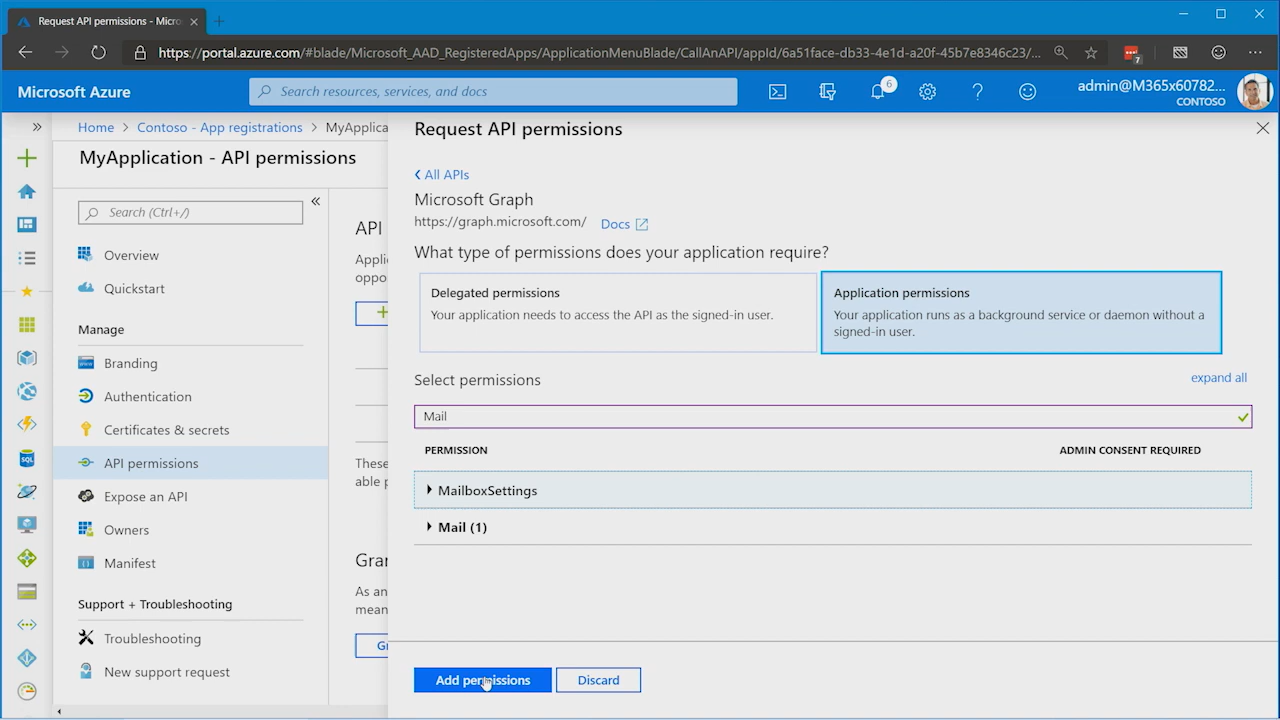 Request API permissions - Micro
https://portal.azure.com/#blade/Microsoft_AAD_RegisteredApps/ApplicationMenuBlade/CallAnAPI/appId/6a51face-db33-4e1d-a20f-45b7e8346c23/...
7
Microsoft Azure
Search resources, services, and docs
6
admin@M365x60782...
CONTOSO
Home > Contoso - App registrations > MyApplica
MyApplication - API permissions
Search (Ctrl+/)
Overview
Quickstart
Manage
Branding
Authentication
Certificates & secrets
API permissions
Expose an API
Owners
Manifest
Support + Troubleshooting
Troubleshooting
New support request
SQL
API
Applic
oppo
These
able p
Gran
As an
mean
Gr
Request API permissions
All APIs
Microsoft Graph
https://graph.microsoft.com/ Docs
What type of permissions does your application require?
Delegated permissions
Your application needs to access the API as the signed-in user.
Application permissions
Your application runs as a background service or daemon without a
signed-in user.
Select permissions
expand all
Mail
PERMISSION ADMIN CONSENT REQUIRED
MailboxSettings
Mail (1)
Add permissions Discard